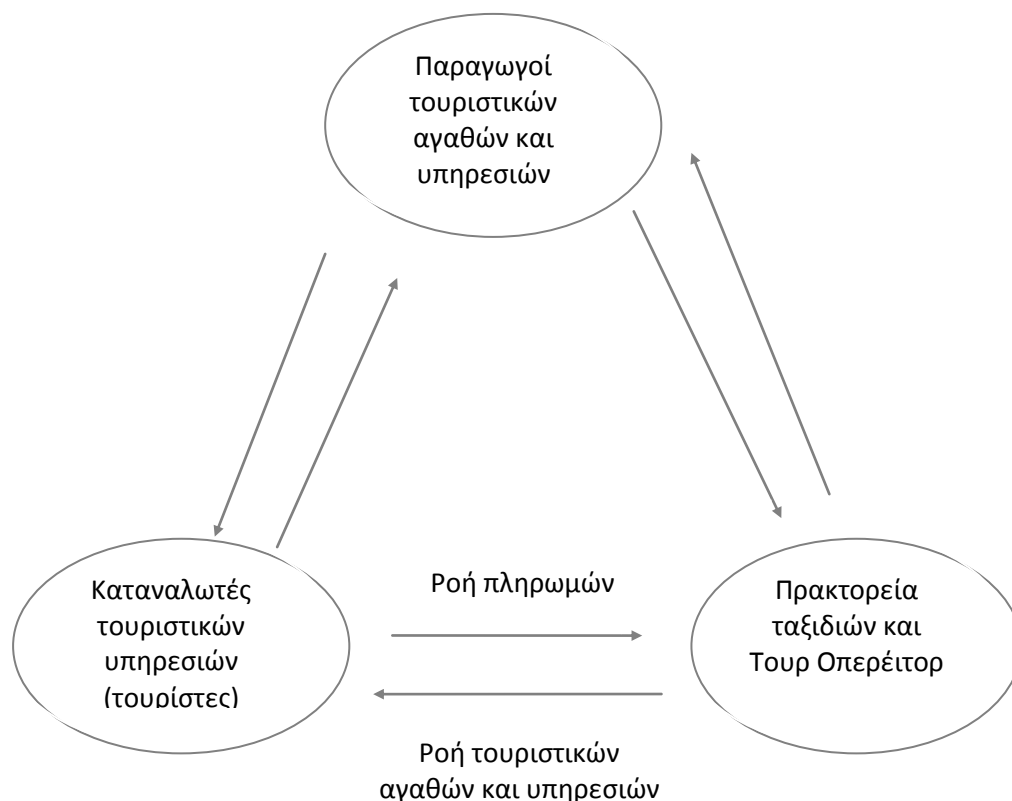 Παραγωγοί
τουριστικών
αγαθών και
υπηρεσιών
Καταναλωτές
τουριστικών
υπηρεσιών
(τουρίστες)
Ροή πληρωμών
Πρακτορεία
ταξιδιών και
Τουρ Οπερέιτορ
Ροή τουριστικών
αγαθών και υπηρεσιών